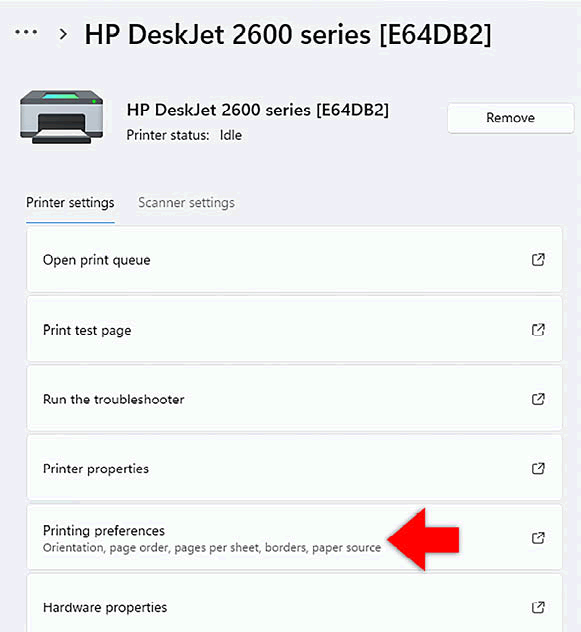 ··· > HP DeskJet 2600 series [E64DB2]
HP DeskJet 2600 series [E64DB2]
Printer status: Idle
Remove
Printer settings Scanner settings
Open print queue
Print test page
Run the troubleshooter
Printer properties
Printing preferences
Orientation, page order, pages per sheet, borders, paper source
Hardware properties